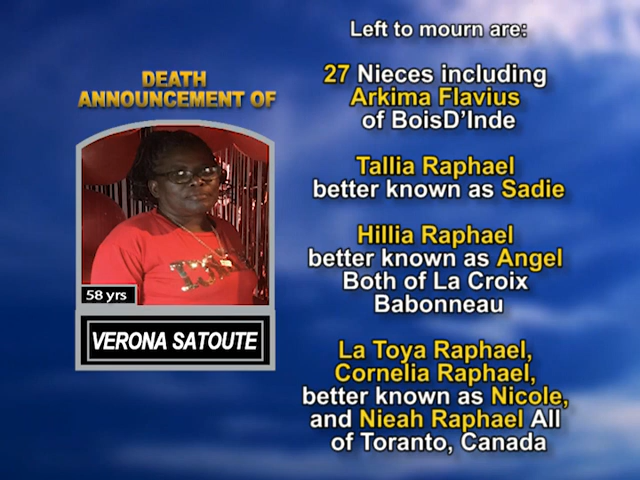 DEATH
ANNOUNCEMENT OF
58 yrs
VERONA SATOUTE
Left to mourn are:
27 Nieces including
Arkima Flavius
of BoisD'Inde
Tallia Raphael
better known as Sadie
Hillia Raphael
better known as Angel
Both of La Croix
Babonneau
La Toya Raphael,
Cornelia Raphael,
better known as Nicole,
and Nieah Raphael All
of Toranto, Canada